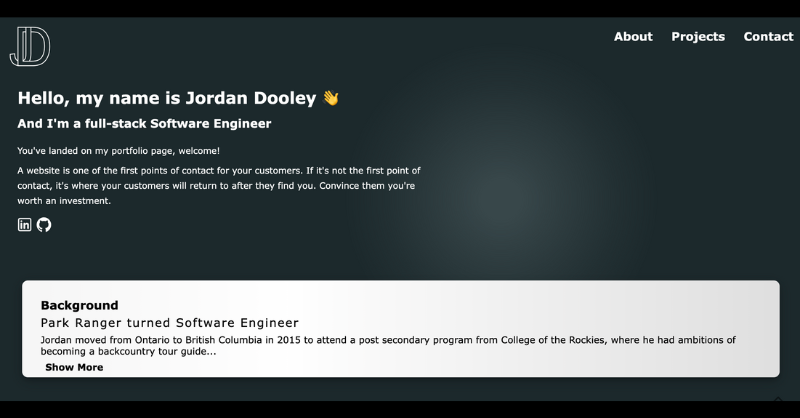 JD
About Projects Contact
Hello, my name is Jordan Dooley 👋
And I'm a full-stack Software Engineer
You've landed on my portfolio page, welcome!
A website is one of the first points of contact for your customers. If it's not the first point of
contact, it's where your customers will return to after they find you. Convince them you're
worth an investment.
in
Background
Park Ranger turned Software Engineer
Jordan moved from Ontario to British Columbia in 2015 to attend a post secondary program from College of the Rockies, where he had ambitions of
becoming a backcountry tour guide...
Show More